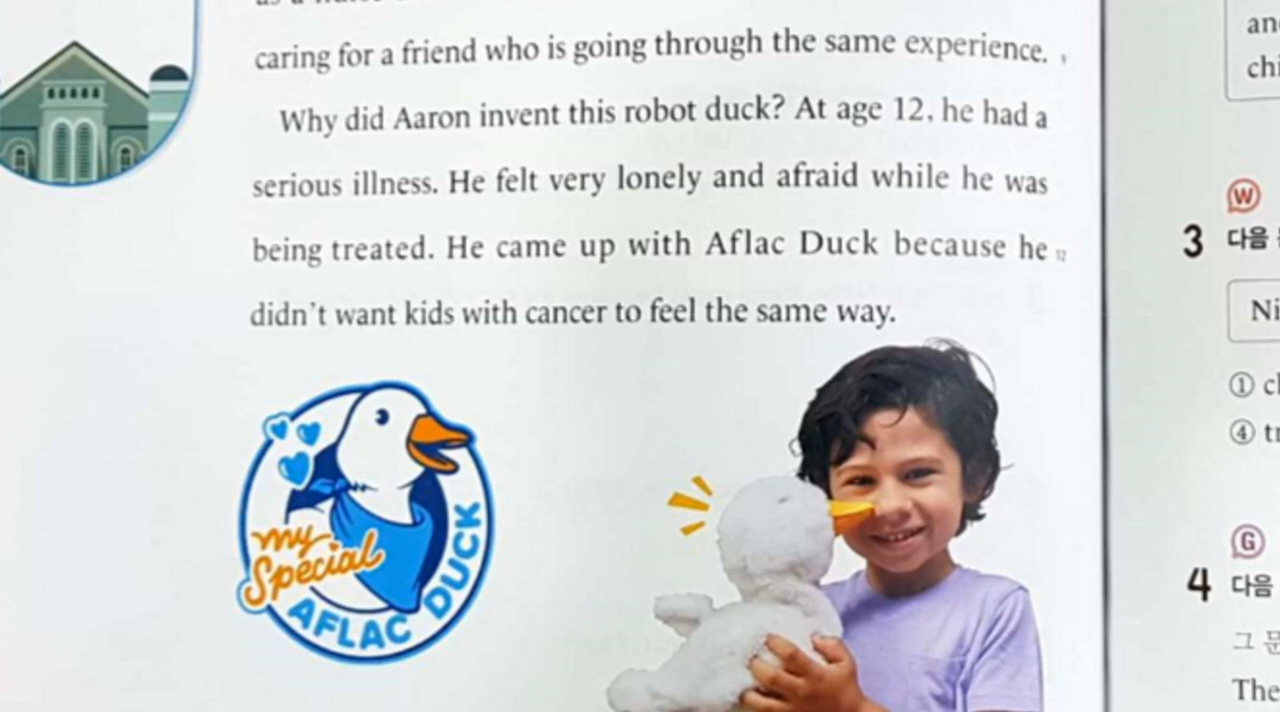 caring for a friend who is going through the same experience.
Why did Aaron invent this robot duck? At age 12, he had a
serious illness. He felt very lonely and afraid while he was
being treated. He came up with Aflac Duck because he
didn't want kids with cancer to feel the same way.
my
Special
AFLAC DUCK
W
3 다음
Ni
①
④
G
4 다음
그
The